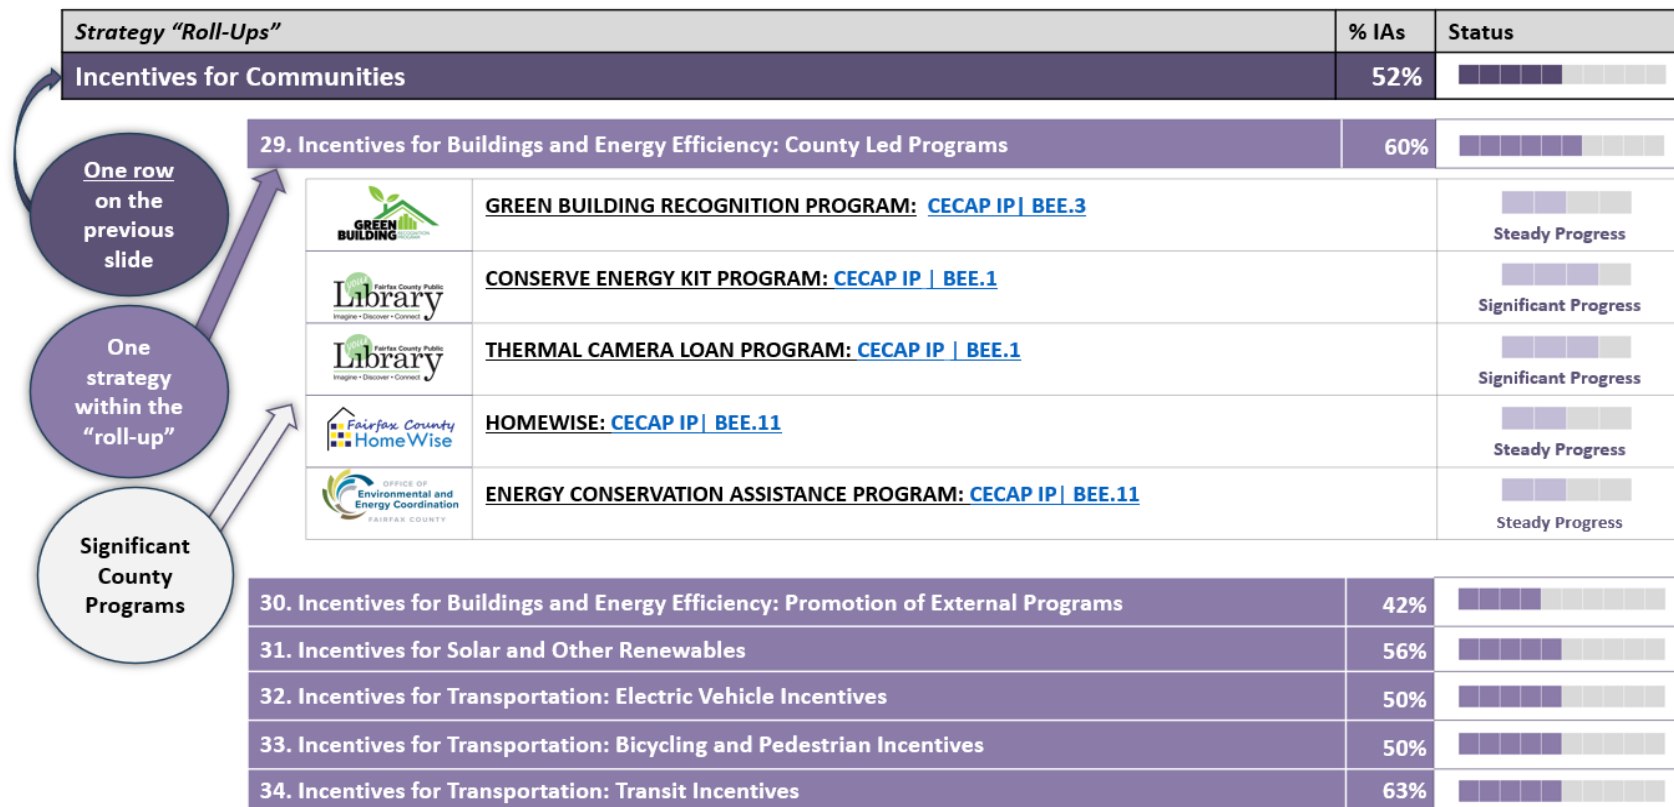 Strategy “Roll-Ups” % IAs Status
Incentives for Communities 52%
One row
on the
previous
slide
29. Incentives for Buildings and Energy Efficiency: County Led Programs 60%
GREEN
BUILDING RECOGNITION
PROGRAM
GREEN BUILDING RECOGNITION PROGRAM: CECAP IP| BEE.3
Steady Progress
your Fairfax County Public
Library
Imagine • Discover • Connect
CONSERVE ENERGY KIT PROGRAM: CECAP IP | BEE.1
Significant Progress
One
strategy
within the
“roll-up”
your Fairfax County Public
Library
Imagine • Discover • Connect
THERMAL CAMERA LOAN PROGRAM: CECAP IP | BEE.1
Significant Progress
Fairfax County
HomeWise
HOMEWISE: CECAP IP| BEE.11
Steady Progress
OFFICE OF
Environmental and
Energy Coordination
FAIRFAX COUNTY
ENERGY CONSERVATION ASSISTANCE PROGRAM: CECAP IP| BEE.11
Steady Progress
Significant
County
Programs
30. Incentives for Buildings and Energy Efficiency: Promotion of External Programs 42%
31. Incentives for Solar and Other Renewables 56%
32. Incentives for Transportation: Electric Vehicle Incentives 50%
33. Incentives for Transportation: Bicycling and Pedestrian Incentives 50%
34. Incentives for Transportation: Transit Incentives 63%